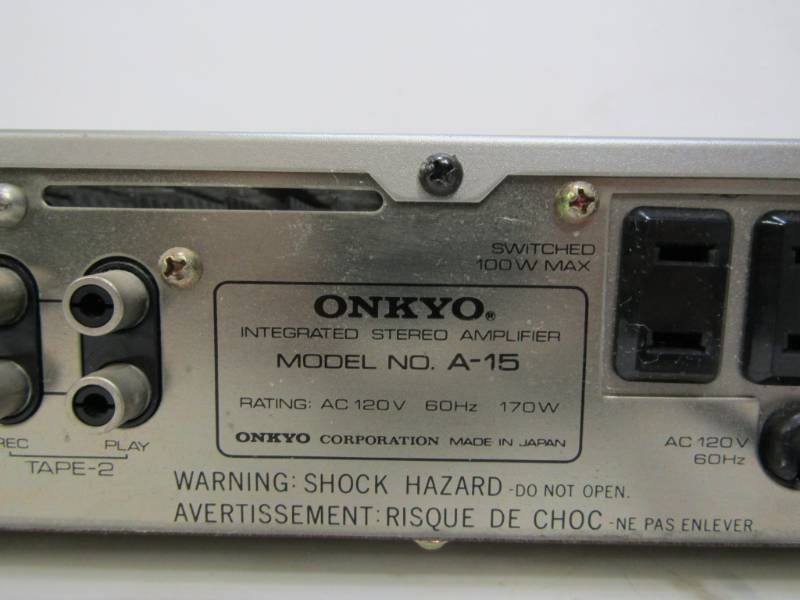 SWITCHED
100W MAX
ONKYO®
INTEGRATED STEREO AMPLIFIER
MODEL NO. A-15
RATING: AC 120V 60Hz 170W
ONKYO CORPORATION MADE IN JAPAN
REC PLAY
TAPE-2
AC 120V
60Hz
WARNING: SHOCK HAZARD -DO NOT OPEN.
AVERTISSEMENT: RISQUE DE CHOC -NE PAS ENLEVER.